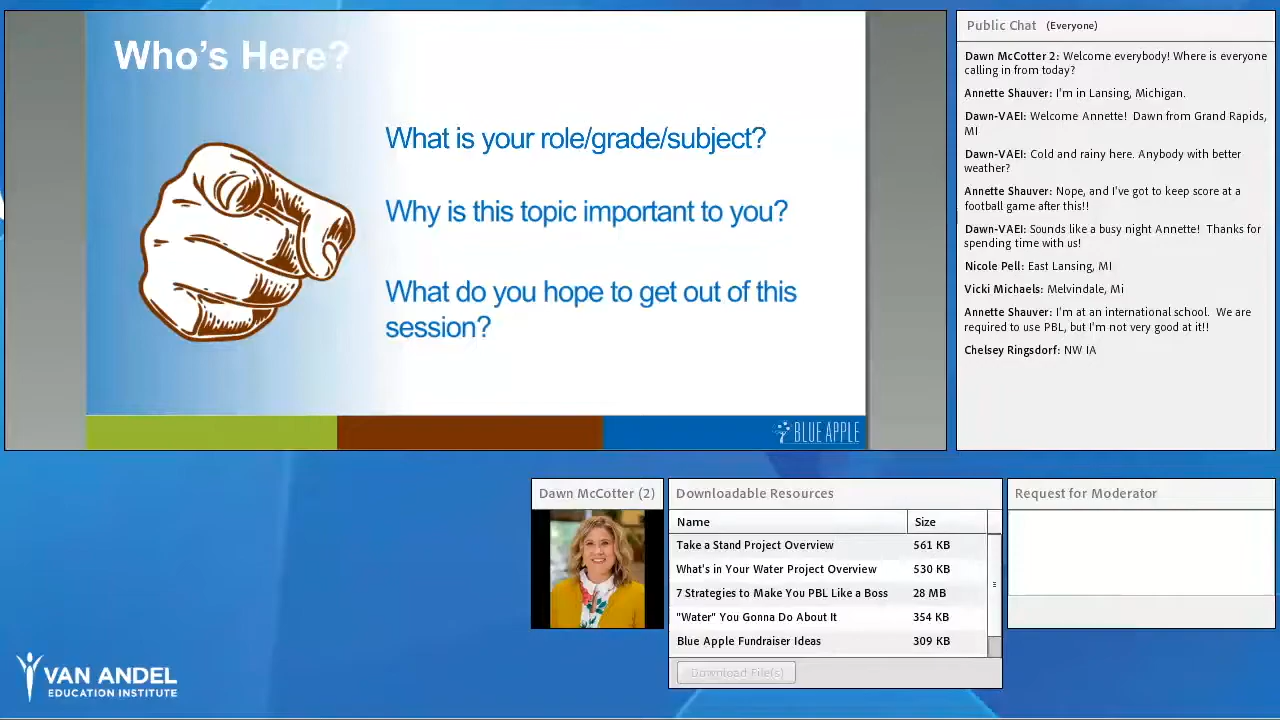 Who's Here?
What is your role/grade/subject?
Why is this topic important to you?
What do you hope to get out of this
session?
BLUE APPLE
Public Chat (Everyone)
Dawn McCotter 2: Welcome everybody! Where is everyone
calling in from today?
Annette Shauver: I'm in Lansing, Michigan.
Dawn-VAEI: Welcome Annette! Dawn from Grand Rapids,
MI
Dawn-VAEI: Cold and rainy here. Anybody with better
weather?
Annette Shauver: Nope, and I've got to keep score at a
football game after this!!
Dawn-VAEI: Sounds like a busy night Annette! Thanks for
spending time with us!
Nicole Pell: East Lansing, MI
Vicki Michaels: Melvindale, Mi
Annette Shauver: I'm at an international school. We are
required to use PBL, but I'm not very good at it!!
Chelsey Ringsdorf: NW IA
Dawn McCotter (2)
Downloadable Resources
Name Size
Take a Stand Project Overview 561 KB
What's in Your Water Project Overview 530 KB
7 Strategies to Make You PBL Like a Boss 28 MB
"Water" You Gonna Do About It 354 KB
Blue Apple Fundraiser Ideas 309 KB
Download File(s)
Request for Moderator
VAN ANDEL
EDUCATION INSTITUTE